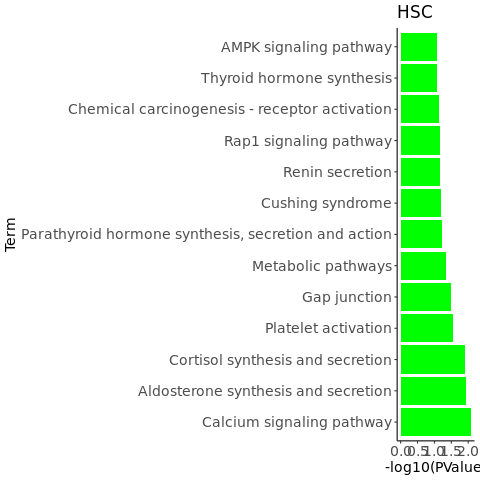 HSC
AMPK signaling pathway
Thyroid hormone synthesis
Chemical carcinogenesis - receptor activation
Rap1 signaling pathway
Renin secretion
Cushing syndrome
Parathyroid hormone synthesis, secretion and action
Metabolic pathways
Gap junction
Platelet activation
Cortisol synthesis and secretion
Aldosterone synthesis and secretion
Calcium signaling pathway
Term
0.0 0.5 1.0 1.5 2.0
-log10(PValue